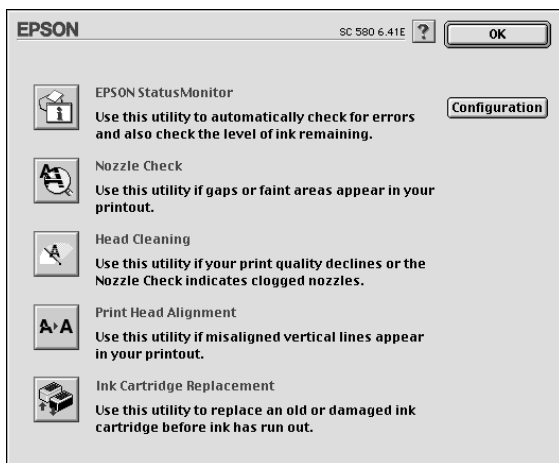 EPSON
SC 580 6.41E
?
OK
EPSON StatusMonitor
Use this utility to automatically check for errors
and also check the level of ink remaining.
Configuration
Nozzle Check
Use this utility if gaps or faint areas appear in your
printout.
Head Cleaning
Use this utility if your print quality declines or the
Nozzle Check indicates clogged nozzles.
Print Head Alignment
Use this utility if misaligned vertical lines appear
in your printout.
Ink Cartridge Replacement
Use this utility to replace an old or damaged ink
cartridge before ink has run out.